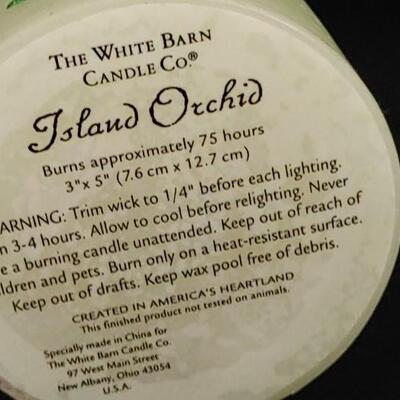 THE WHITE BARN
CANDLE CO.®
Island Orchid
Burns approximately 75 hours
3"x 5" (7.6 cm x 12.7 cm)
ARNING: Trim wick to 1/4" before each lighting.
n 3-4 hours. Allow to cool before relighting. Never
e a burning candle unattended. Keep out of reach of
ldren and pets. Burn only on a heat-resistant surface.
Keep out of drafts. Keep wax pool free of debris.
CREATED IN AMERICA'S HEARTLAND
This finished product not tested on animals.
Specially made in China for
The White Barn Candle Co.
97 West Main Street
New Albany, Ohio 43054
U.S.A.